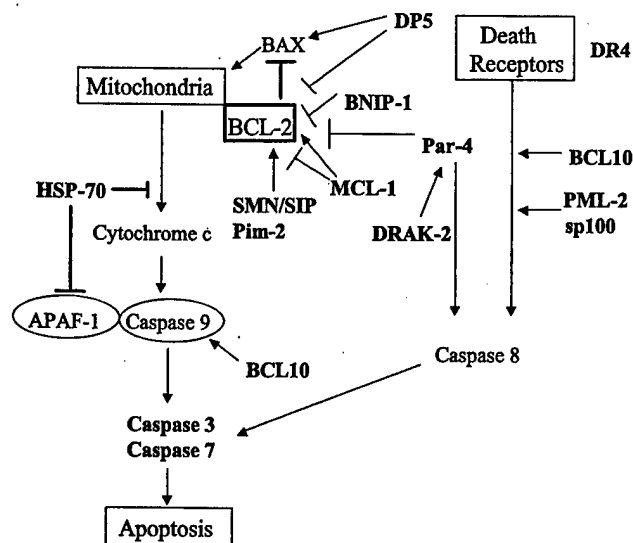 DP5
BAX
Death
Receptors
DR4
Mitochondria
BNIP-1
BCL-2
Par-4
BCL10
HSP-70
MCL-1
SMN/SIP
Pim-2
PML-2
sp100
DRAK-2
Cytochrome c
APAF-1
Caspase 9
Caspase 8
BCL10
Caspase 3
Caspase 7
Apoptosis